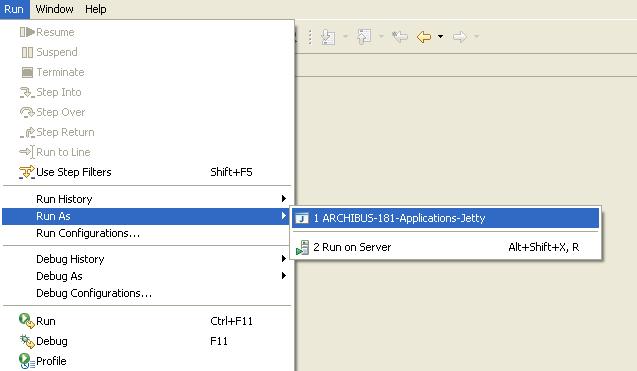 Run Window Help
Resume
Suspend
Terminate
Step Into
Step Over
Step Return
Run to Line
Use Step Filters Shift+F5
Run History
Run As
1 ARCHIBUS-181-Applications-Jetty
Run Configurations...
2 Run on Server Alt+Shift+X, R
Debug History
Debug As
Debug Configurations...
Run Ctrl+F11
Debug F11
Profile